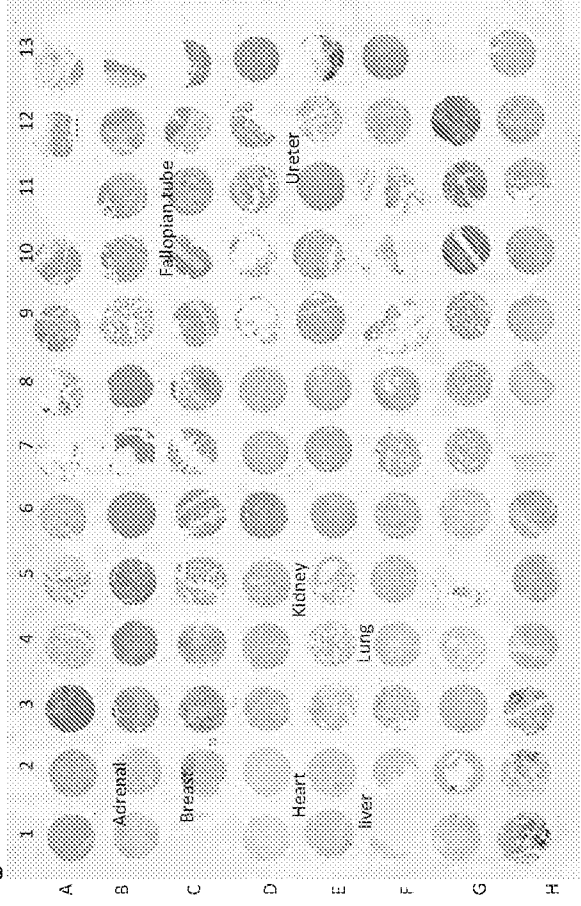 1 2 3 4 5 6 7 8 9 10 11 12 13
A
Adrenal
B
Breast Fallopian tube
C
D
Heart Kidney Ureter
E
liver Lung
F
G
H